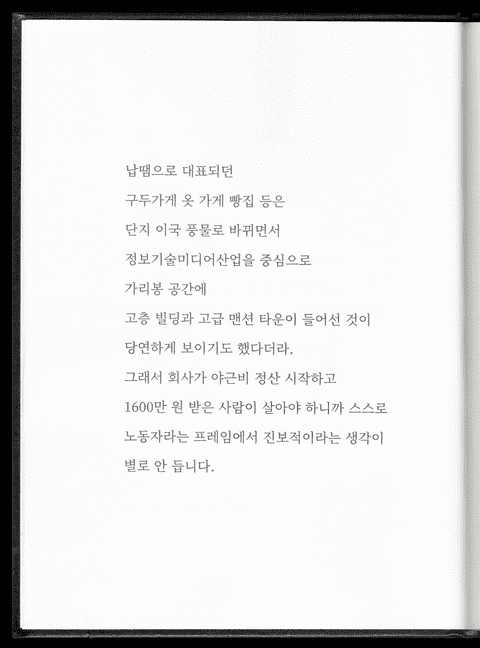 납땜으로 대표되던
구두가게 옷 가게 빵집 등은
단지 이국 풍물로 바뀌면서
정보기술미디어산업을 중심으로
가리봉 공간에
고층 빌딩과 고급 맨션 타운이 들어선 것이
당연하게 보이기도 했다더라.
그래서 회사가 야근비 정산 시작하고
1600만 원 받은 사람이 살아야 하니까 스스로
노동자라는 프레임에서 진보적이라는 생각이
별로 안 듭니다.